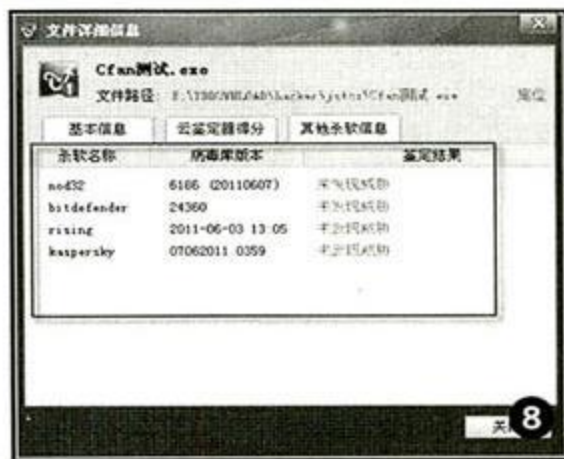 文件详细信息
Cfan测试.exe
文件路径:
定位
基本信息 云鉴定器得分 其他杀软信息
杀软名称 病毒库版本 鉴定结果
nod32 6186 (20110607) 未发现威胁
bitdefender 24360 未发现威胁
rising 2011-06-03 13 05 未发现威胁
kaspersky 07062011 0359 未发现威胁
8